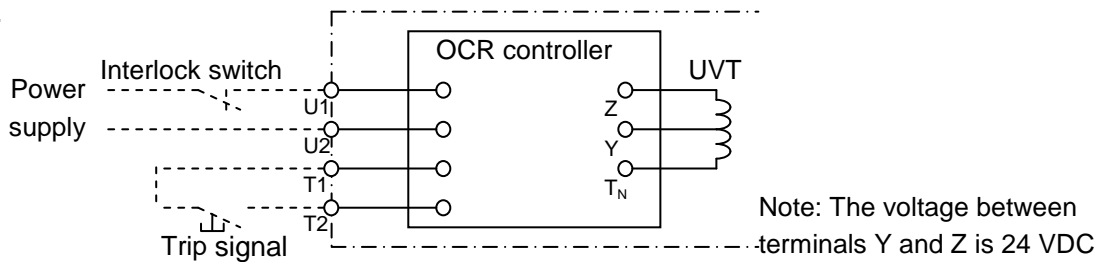 OCR controller
Interlock switch
UVT
Power
supply
U1
Z
U2
Y
T1
TN
T2
Trip signal
Note: The voltage between
terminals Y and Z is 24 VDC